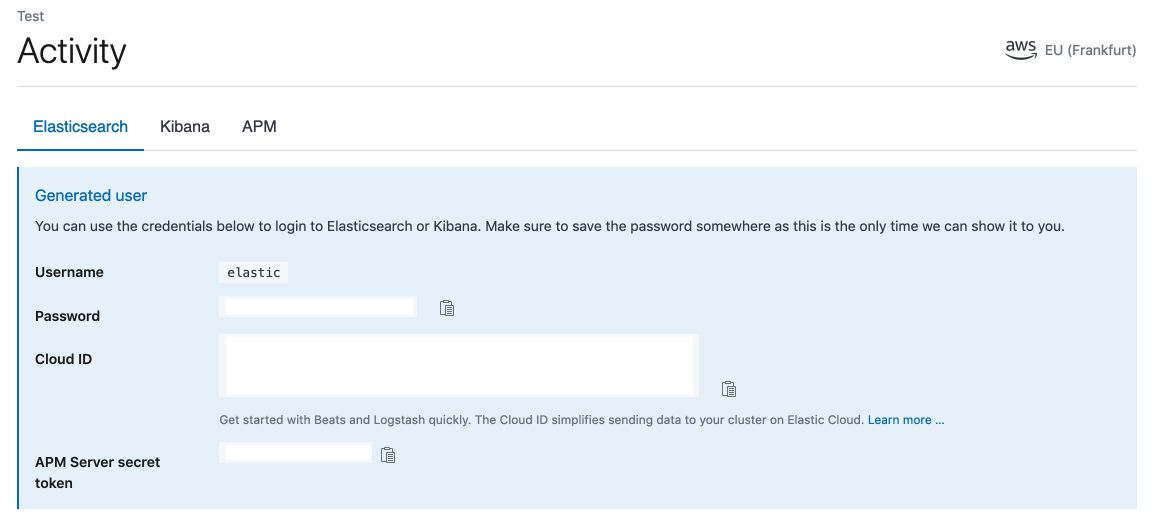 Test
Activity
aws EU (Frankfurt)
Elasticsearch Kibana APM
Generated user
You can use the credentials below to login to Elasticsearch or Kibana. Make sure to save the password somewhere as this is the only time we can show it to you.
Username elastic
Password
Cloud ID
Get started with Beats and Logstash quickly. The Cloud ID simplifies sending data to your cluster on Elastic Cloud. Learn more ...
APM Server secret
token